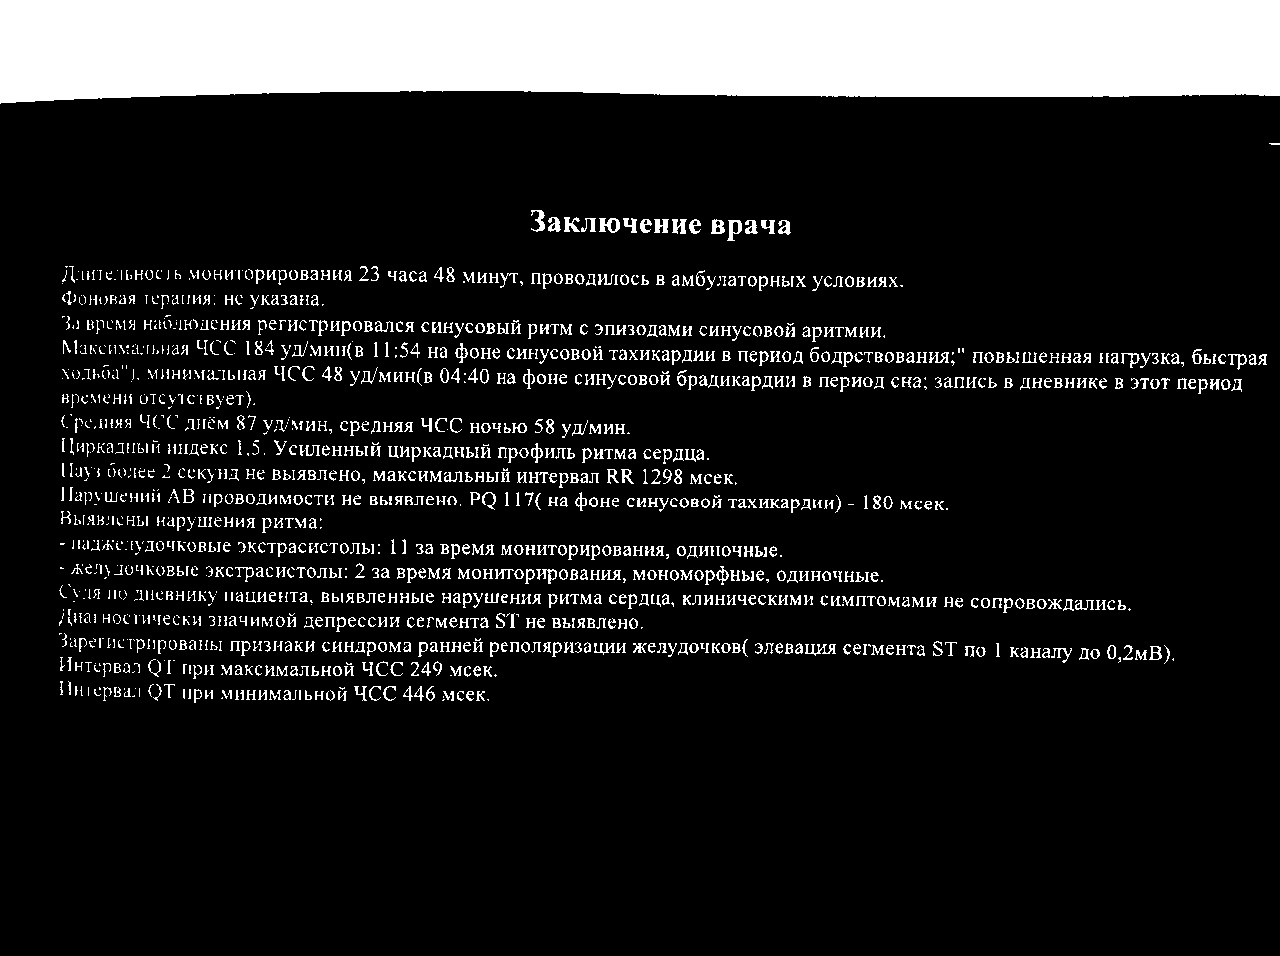 Заключение врача
Длительность мониторирования 23 часа 48 минут, проводилось в амбулаторных условиях.
Фоновая терапия: не указана.
За время наблюдения регистрировался синусовый ритм с эпизодами синусовой аритмии.
Максимальная ЧСС 184 уд/мин(в 11:54 на фоне синусовой тахикардии в период бодрствования;" повышенная нагрузка, быстрая
ходьба"), минимальная ЧСС 48 уд/мин(в 04:40 на фоне синусовой брадикардии в период сна; запись в дневнике в этот период
времени отсутствует).
Средняя ЧСС днём 87 уд/мин, средняя ЧСС ночью 58 уд/мин.
Циркадный индекс 1,5. Усиленный циркадный профиль ритма сердца.
Пауз более 2 секунд не выявлено, максимальный интервал RR 1298 мсек.
Нарушений АВ проводимости не выявлено. PQ 117( на фоне синусовой тахикардии) - 180 мсек.
Выявлены нарушения ритма:
- наджелудочковые экстрасистолы: 11 за время мониторирования, одиночные.
- желудочковые экстрасистолы: 2 за время мониторирования, мономорфные, одиночные.
Судя по дневнику пациента, выявленные нарушения ритма сердца, клиническими симптомами не сопровождались.
Диагностически значимой депрессии сегмента ST не выявлено.
Зарегистрированы признаки синдрома ранней реполяризации желудочков( элевация сегмента ST по 1 каналу до 0,2мВ).
Интервал QT при максимальной ЧСС 249 мсек.
Интервал QT при минимальной ЧСС 446 мсек.